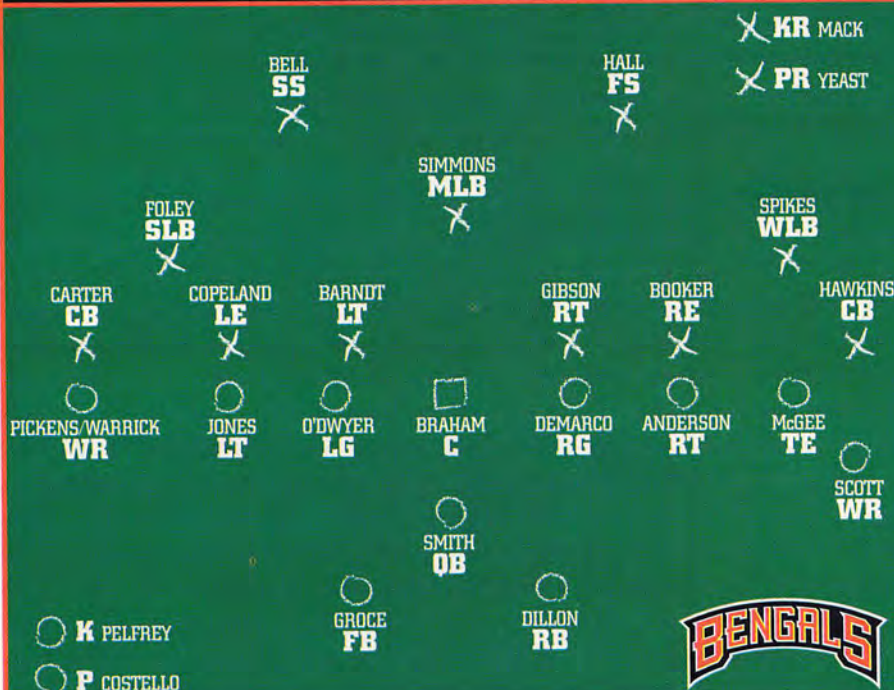 KR MACK
PR YEAST
BELL
SS
HALL
FS
SIMMONS
MLB
FOLEY
SLB
SPIKES
WLB
CARTER
CB
COPELAND
LE
BARNDT
LT
GIBSON
RT
BOOKER
RE
HAWKINS
CB
PICKENS/WARRICK
WR
JONES
LT
O'DWYER
LG
BRAHAM
C
DEMARCO
RG
ANDERSON
RT
McGEE
TE
SCOTT
WR
SMITH
QB
GROCE
FB
DILLON
RB
K PELFREY
P COSTELLO
BENGALS